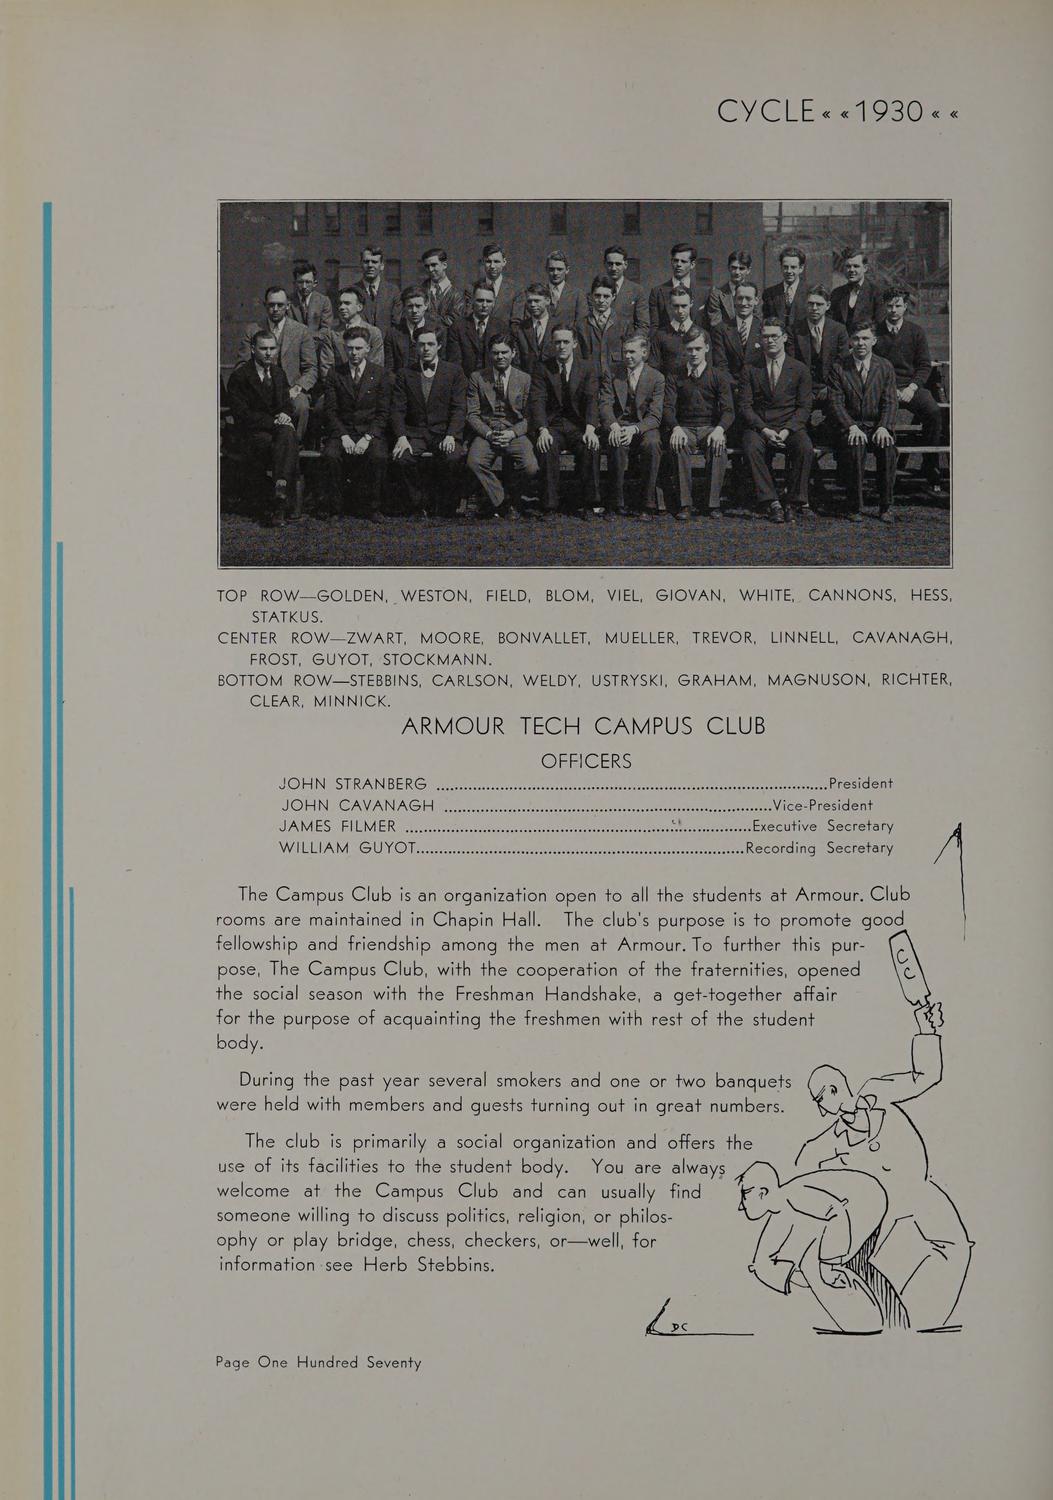 CYCLE « « 1930 « «
TOP ROW—GOLDEN, WESTON, FIELD, BLOM, VIEL, GIOVAN, WHITE, CANNONS, HESS,
STATKUS.
CENTER ROW—ZWART, MOORE, BONVALLET, MUELLER, TREVOR, LINNELL, CAVANAGH,
FROST, GUYOT, STOCKMANN.
BOTTOM ROW—STEBBINS, CARLSON, WELDY, USTRYSKI, GRAHAM, MAGNUSON, RICHTER,
CLEAR, MINNICK.
ARMOUR TECH CAMPUS CLUB
OFFICERS
JOHN STRANBERG ........ President
JOHN CAVANAGH ........ Vice-President
JAMES FILMER ........ Executive Secretary
WILLIAM GUYOT ........ Recording Secretary
The Campus Club is an organization open to all the students at Armour. Club
rooms are maintained in Chapin Hall. The club's purpose is to promote good
fellowship and friendship among the men at Armour. To further this pur-
pose, The Campus Club, with the cooperation of the fraternities, opened
the social season with the Freshman Handshake, a get-together affair
for the purpose of acquainting the freshmen with rest of the student
body.
CC
During the past year several smokers and one or two banquets
were held with members and guests turning out in great numbers.
The club is primarily a social organization and offers the
use of its facilities to the student body. You are always
welcome at the Campus Club and can usually find
someone willing to discuss politics, religion, or philos-
ophy or play bridge, chess, checkers, or—well, for
information see Herb Stebbins.
DC
Page One Hundred Seventy